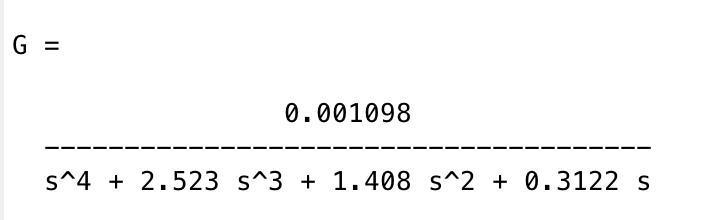 G =
0.001098
--------------------------------------
s^4 + 2.523 s^3 + 1.408 s^2 + 0.3122 s